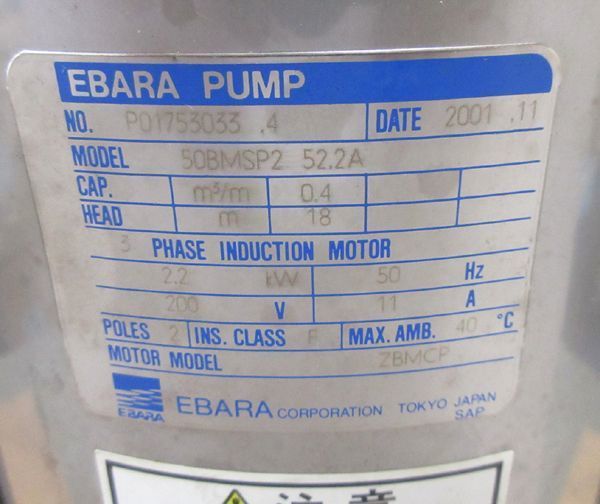 EBARA PUMP
NO. P01753033 .4 DATE 2001 .11
MODEL 50BMSP2 52.2A
CAP. m³/m 0.4
HEAD m 18
3 PHASE INDUCTION MOTOR
2.2 kW 50 Hz
200 V 11 A
POLES 2 INS. CLASS F MAX. AMB. 40 °C
MOTOR MODEL ZBMCP
EBARA
EBARA CORPORATION TOKYO JAPAN
SAP
注意